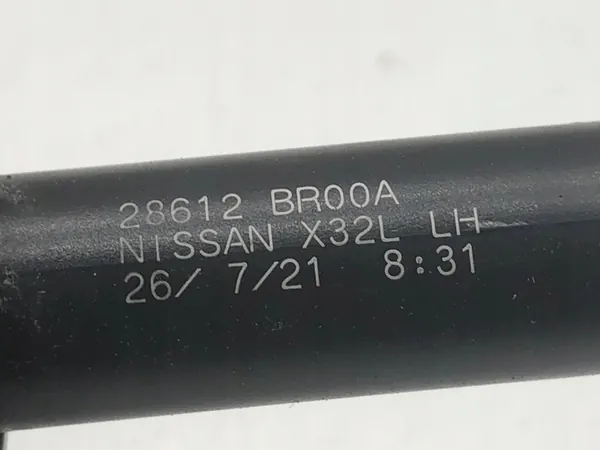 28612 BR00A
NISSAN X32L LH
26/ 7/21 8:31